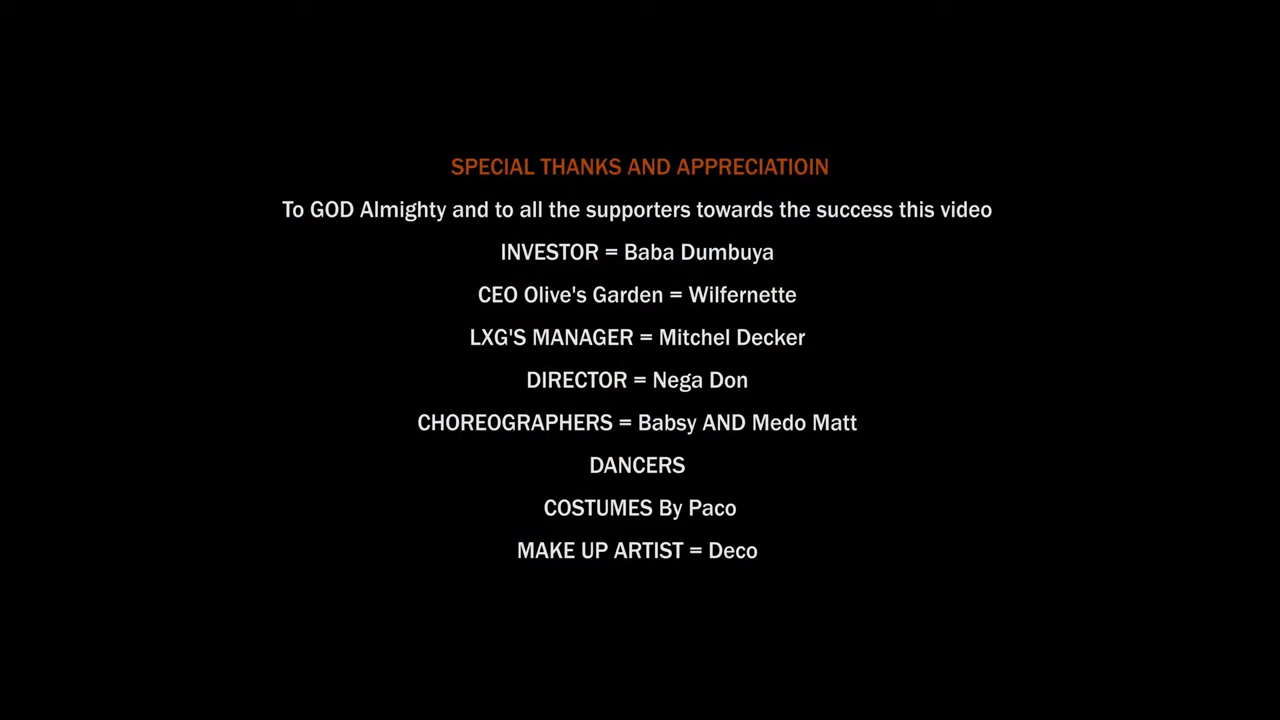 SPECIAL THANKS AND APPRECIATIOIN
To GOD Almighty and to all the supporters towards the success this video
INVESTOR = Baba Dumbuya
CEO Olive's Garden = Wilfernette
LXG'S MANAGER = Mitchel Decker
DIRECTOR = Nega Don
CHOREOGRAPHERS = Babsy AND Medo Matt
DANCERS
COSTUMES By Paco
MAKE UP ARTIST = Deco